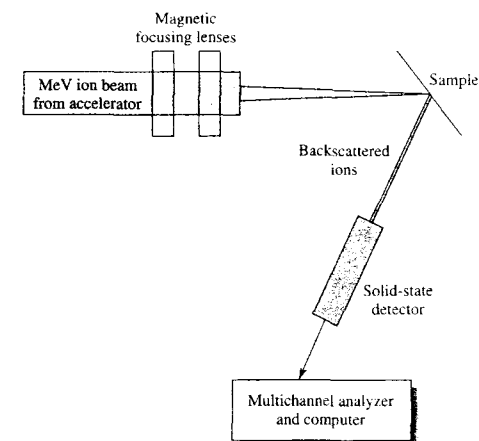 Magnetic
focusing lenses
MeV ion beam
from accelerator
Sample
Backscattered
ions
Solid-state
detector
Multichannel analyzer
and computer